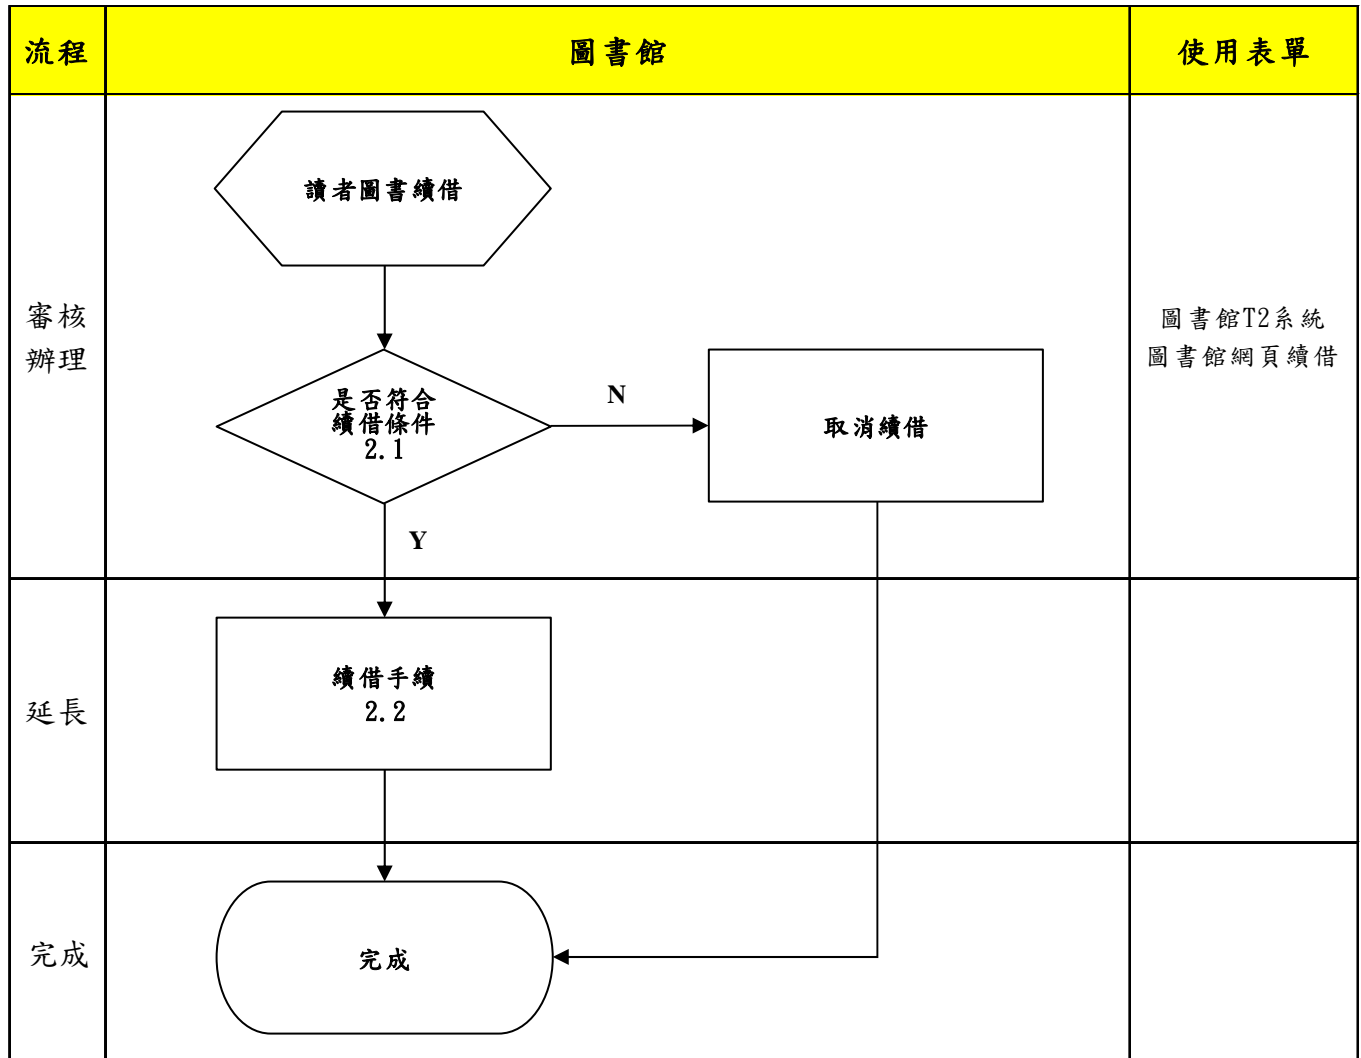 流程
圖書館
使用表單
讀者圖書續借
審核
辦理
圖書館T2系統
圖書館網頁續借
是否符合
續借條件
2.1
N
取消續借
Y
延長
續借手續
2.2
完成
完成